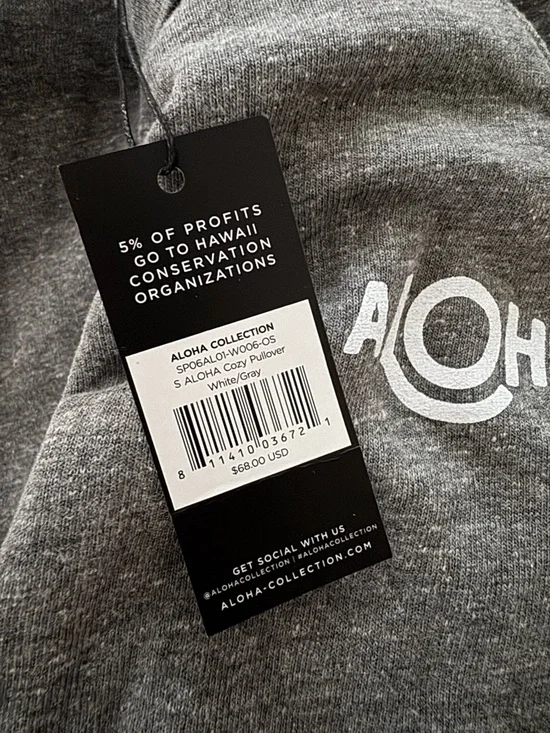 5% OF PROFITS
GO TO HAWAII
CONSERVATION
ORGANIZATIONS
ALOHA COLLECTION
SP06AL01-W006-OS
S ALOHA Cozy Pullover
White/Gray
8 11410 03672 1
$68.00 USD
GET SOCIAL WITH US
@ALOHACOLLECTION | #ALOHACOLLECTION
ALOHA-COLLECTION.COM
ALOH